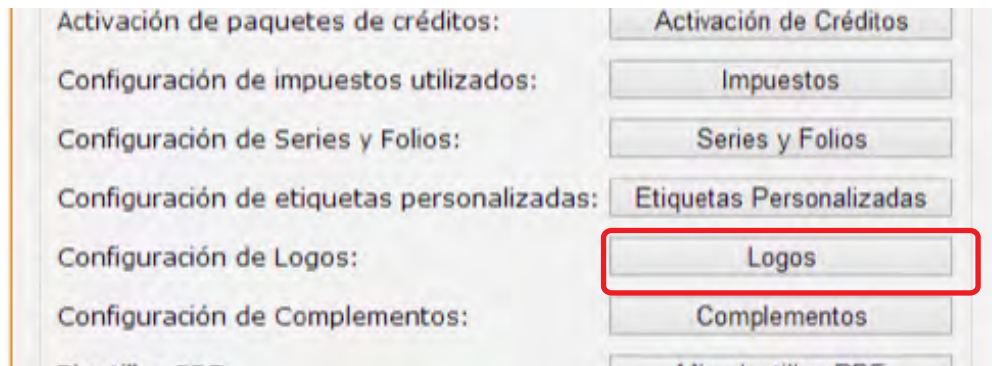 Activación de paquetes de créditos: Activación de Créditos
Configuración de impuestos utilizados: Impuestos
Configuración de Series y Folios: Series y Folios
Configuración de etiquetas personalizadas: Etiquetas Personalizadas
Configuración de Logos: Logos
Configuración de Complementos: Complementos